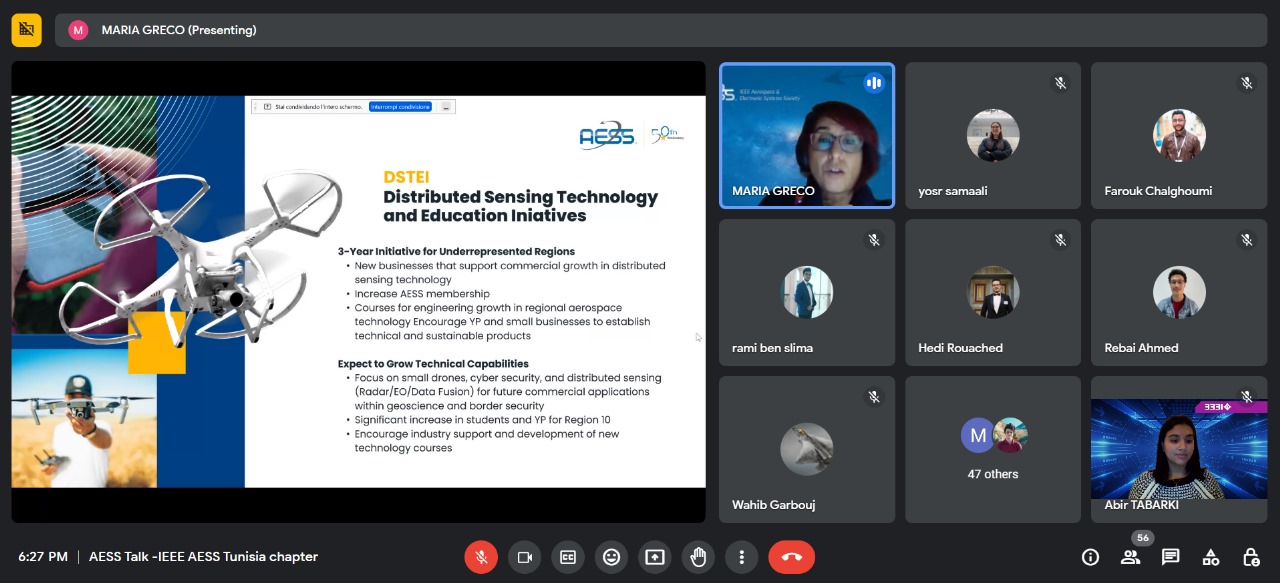 M MARIA GRECO (Presenting)
Stai condividendo l'intero schermo. Interrompi condivisione
AESS 50th
DSTEI
Distributed Sensing Technology
and Education Iniatives
3-Year Initiative for Underrepresented Regions
• New businesses that support commercial growth in distributed
sensing technology
• Increase AESS membership
• Courses for engineering growth in regional aerospace
technology Encourage YP and small businesses to establish
technical and sustainable products
Expect to Grow Technical Capabilities
• Focus on small drones, cyber security, and distributed sensing
(Radar/EO/Data Fusion) for future commercial applications
within geoscience and border security
• Significant increase in students and YP for Region 10
• Encourage industry support and development of new
technology courses
IEEE Aerospace &
Electronic Systems Society
MARIA GRECO
yosr samaali
Farouk Chalghoumi
rami ben slima
Hedi Rouached
Rebai Ahmed
Wahib Garbouj
M
47 others
IEEE
Abir TABARKI
6:27 PM | AESS Talk -IEEE AESS Tunisia chapter
56